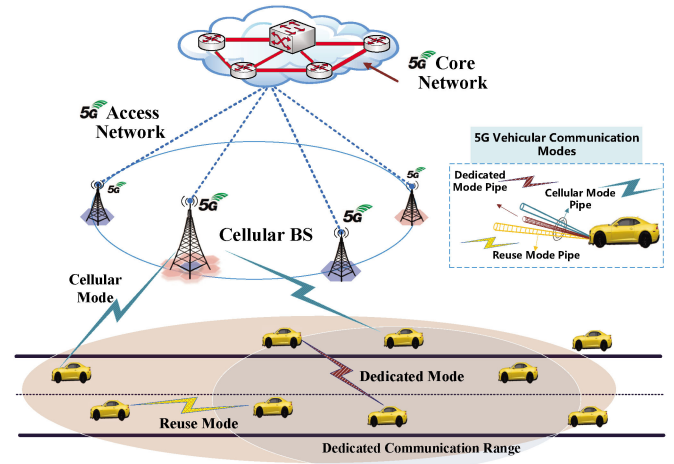 5G Core
Network
5G Access
Network
5G
5G
5G
5G
Cellular BS
5G Vehicular Communication
Modes
Dedicated
Mode Pipe
Cellular Mode
Pipe
Reuse Mode Pipe
Cellular
Mode
Dedicated Mode
Reuse Mode
Dedicated Communication Range